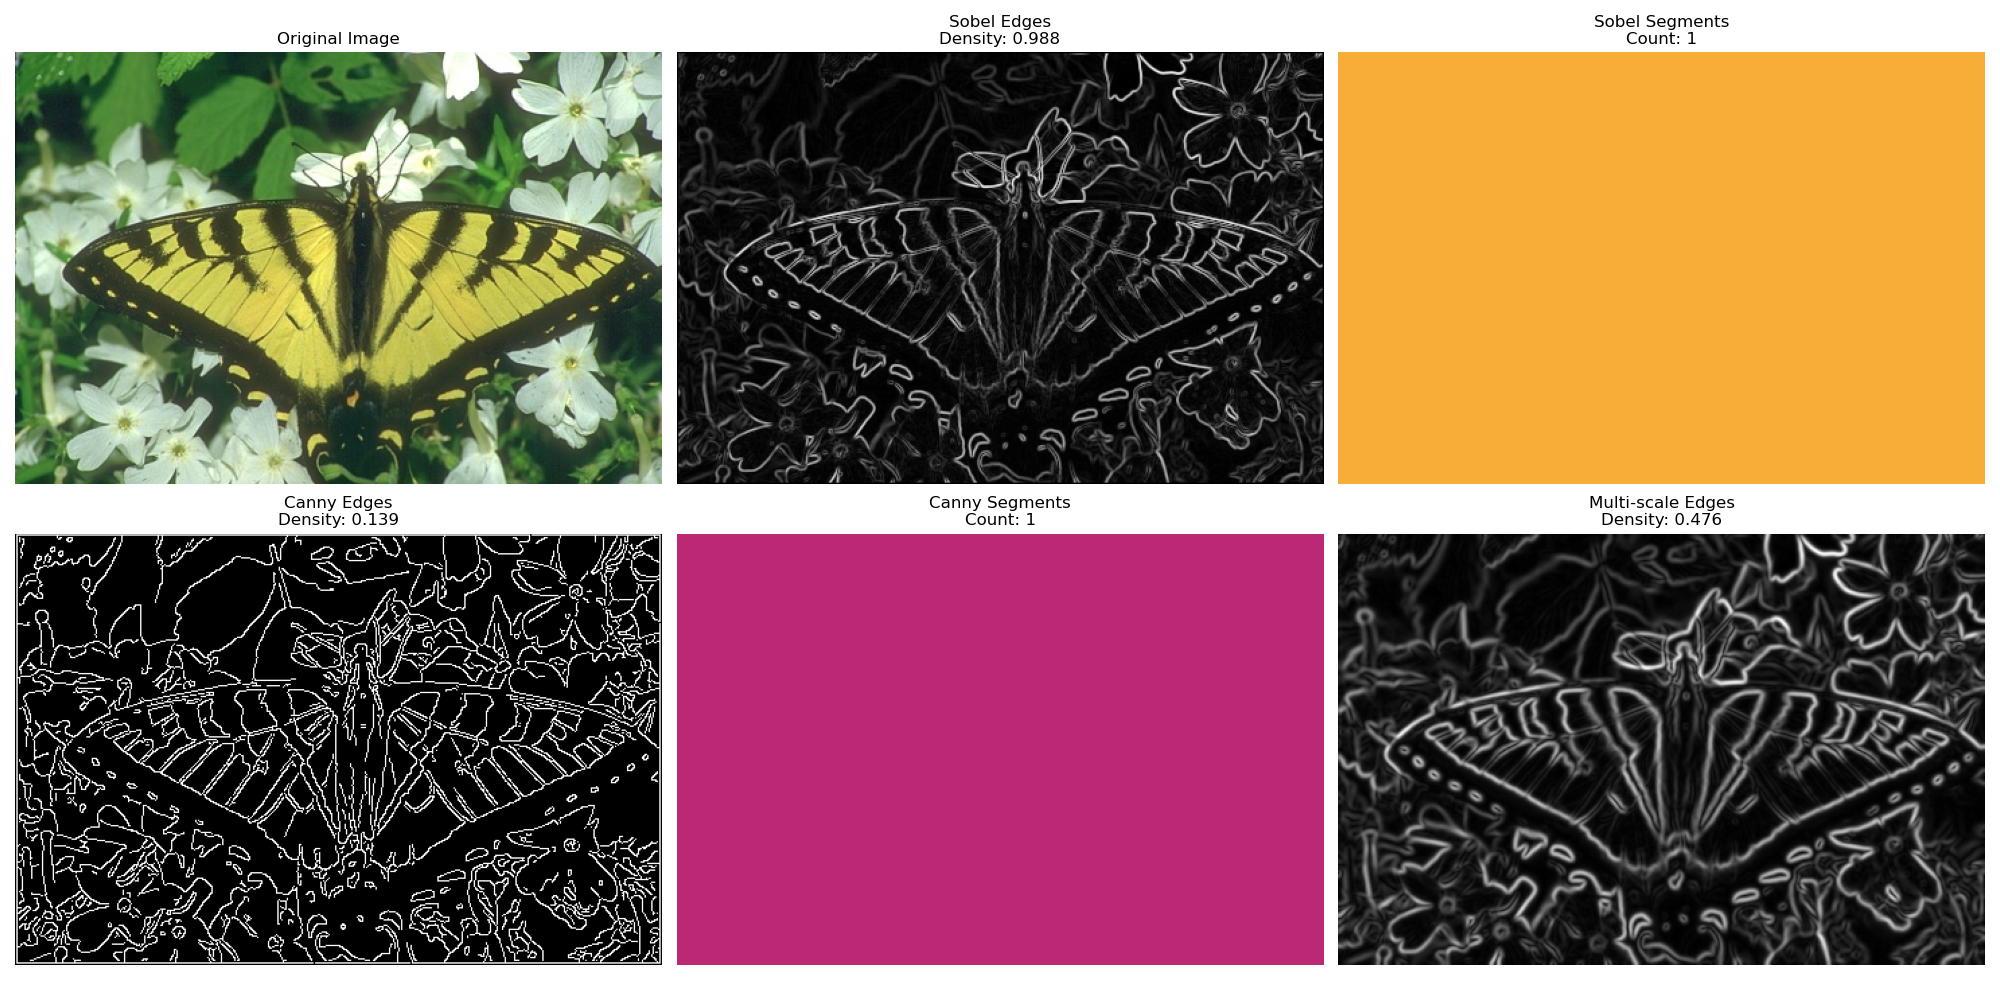 Original Image
Sobel Edges
Density: 0.988
Sobel Segments
Count: 1
Canny Edges
Density: 0.139
Canny Segments
Count: 1
Multi-scale Edges
Density: 0.476